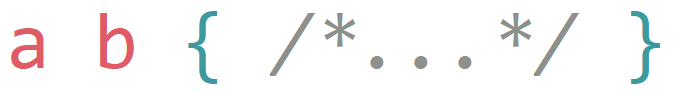 a b { /*...*/ }